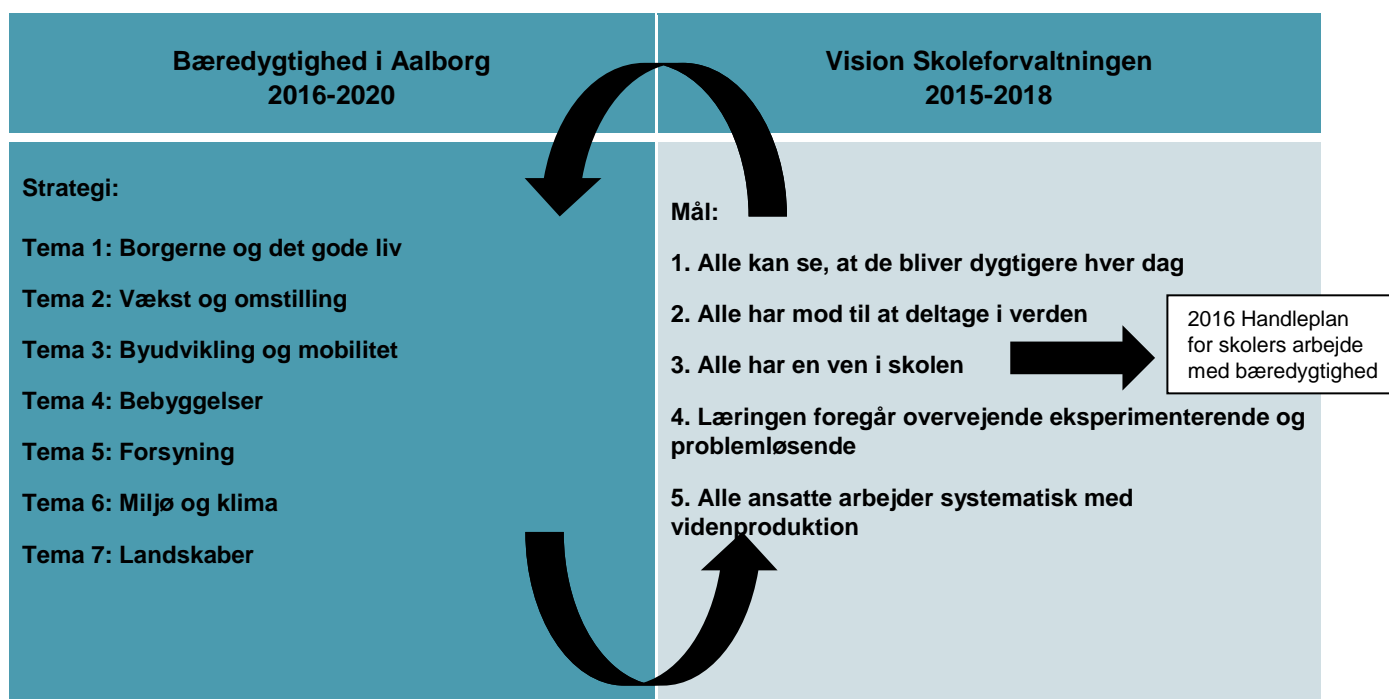 Bæredygtighed i Aalborg
2016-2020
Vision Skoleforvaltningen
2015-2018
Strategi:
Tema 1: Borgerne og det gode liv
Tema 2: Vækst og omstilling
Tema 3: Byudvikling og mobilitet
Tema 4: Bebyggelser
Tema 5: Forsyning
Tema 6: Miljø og klima
Tema 7: Landskaber
Mål:
1. Alle kan se, at de bliver dygtigere hver dag
2. Alle har mod til at deltage i verden
3. Alle har en ven i skolen
4. Læringen foregår overvejende eksperimenterende og
problemløsende
5. Alle ansatte arbejder systematisk med
videnproduktion
2016 Handleplan
for skolers arbejde
med bæredygtighed